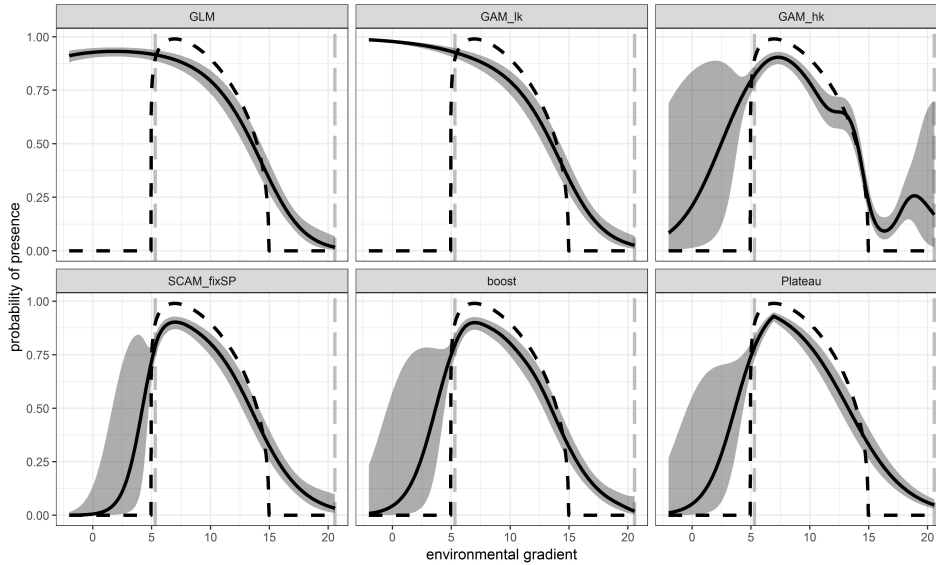 GLM GAM_lk GAM_hk
1.00
0.75
0.50
0.25
0.00
probability of presence
SCAM_fixSP boost Plateau
1.00
0.75
0.50
0.25
0.00
0 5 10 15 20 0 5 10 15 20 0 5 10 15 20
environmental gradient